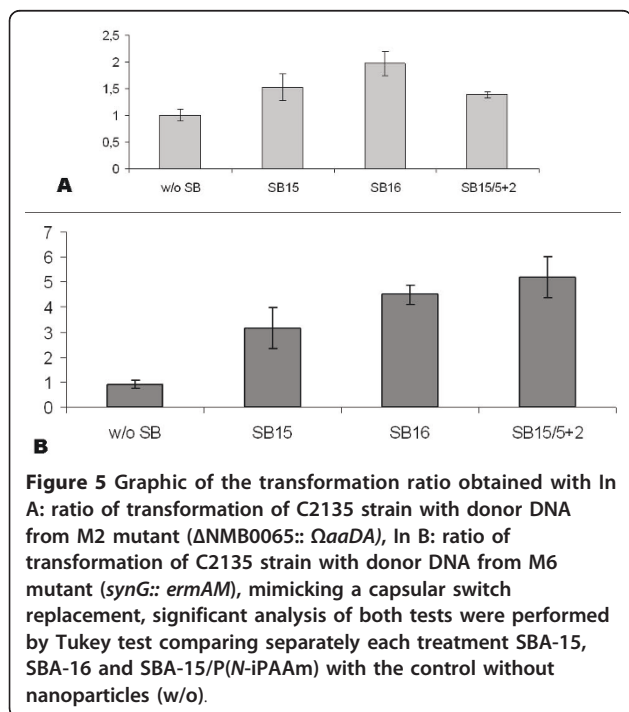 2,5
2
1,5
1
0,5
0
A
w/o SB SB15 SB16 SB15/5+2
7
6
5
4
3
2
1
0
w/o SB SB15 SB16 SB15/5+2
B
Figure 5 Graphic of the transformation ratio obtained with In
A: ratio of transformation of C2135 strain with donor DNA
from M2 mutant (ΔNMB0065:: ΩaaDA), In B: ratio of
transformation of C2135 strain with donor DNA from M6
mutant (synG:: ermAM), mimicking a capsular switch
replacement, significant analysis of both tests were performed
by Tukey test comparing separately each treatment SBA-15,
SBA-16 and SBA-15/P(N-iPAAm) with the control without
nanoparticles (w/o).